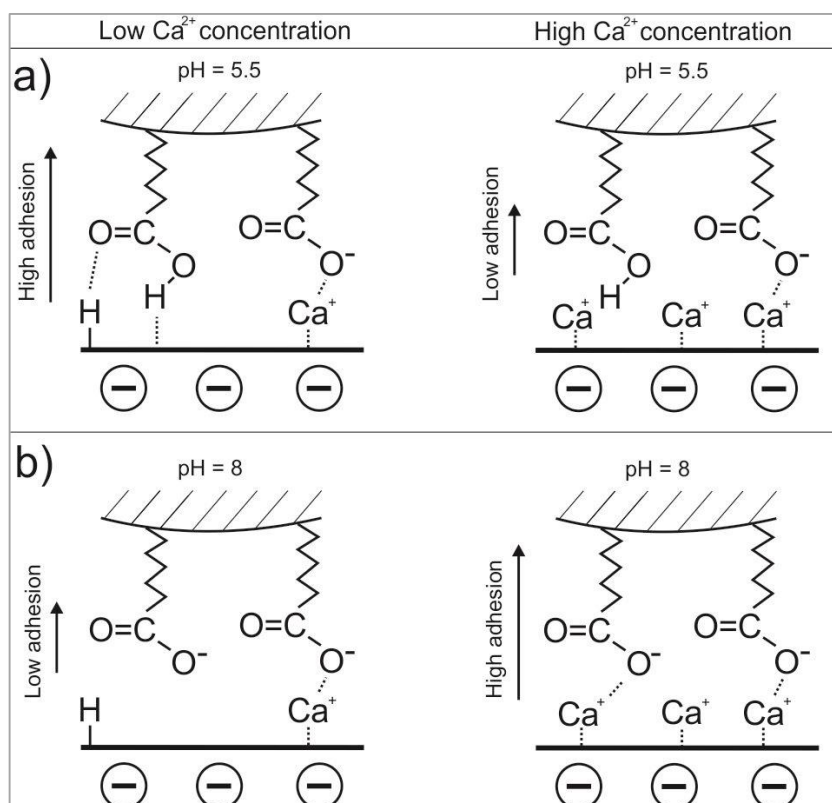 Low Ca²⁺ concentration High Ca²⁺ concentration
a) pH = 5.5 pH = 5.5
High adhesion
O=C
O
H
H
O=C
O⁻
Ca⁺
Low adhesion
O=C
O
H
Ca⁺ Ca⁺ Ca⁺
O=C
O⁻
b) pH = 8 pH = 8
Low adhesion
O=C
O⁻
H
O=C
O⁻
Ca⁺
High adhesion
O=C
O⁻
Ca⁺ Ca⁺ Ca⁺
O=C
O⁻